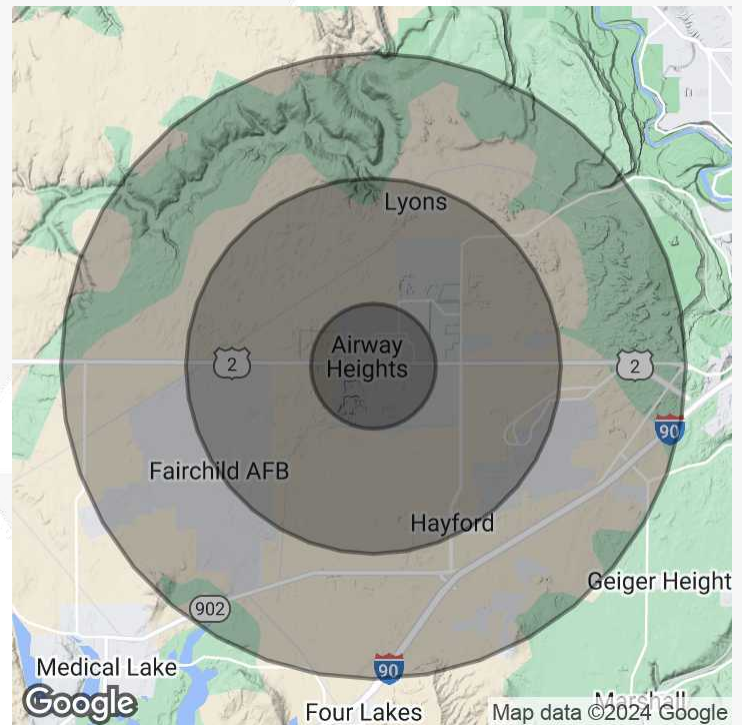 Lyons
Airway
Heights
2
2
90
Fairchild AFB
Hayford
Geiger Height
902
Medical Lake
90
Marshall
Google
Four Lakes
Map data ©2024 Google